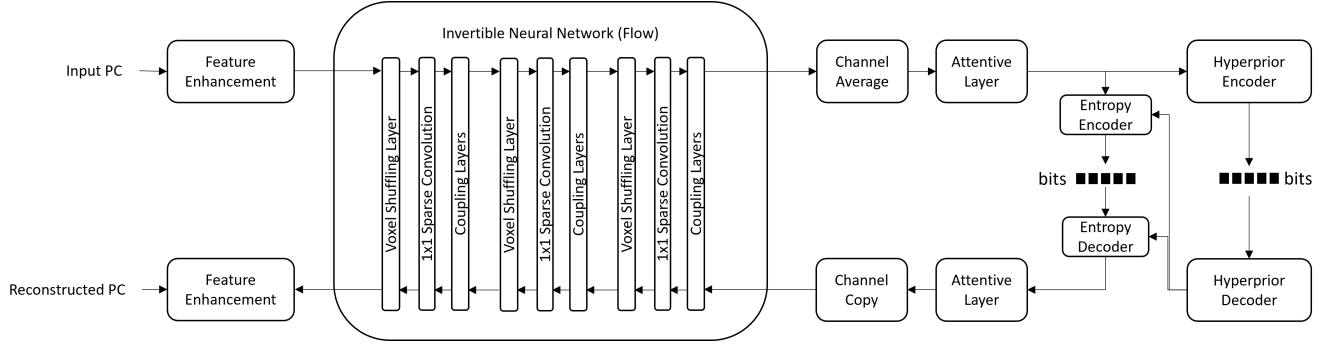 Invertible Neural Network (Flow)
Input PC
Feature
Enhancement
Voxel Shuffling Layer
1x1 Sparse Convolution
Coupling Layers
Voxel Shuffling Layer
1x1 Sparse Convolution
Coupling Layers
Voxel Shuffling Layer
1x1 Sparse Convolution
Coupling Layers
Channel
Average
Attentive
Layer
Hyperprior
Encoder
Entropy
Encoder
bits
bits
Entropy
Decoder
Reconstructed PC
Feature
Enhancement
Channel
Copy
Attentive
Layer
Hyperprior
Decoder